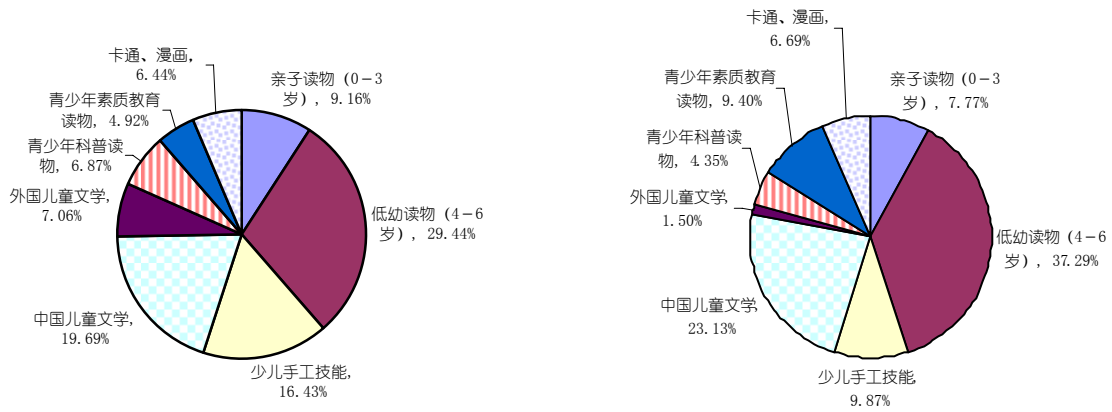 卡通、漫画，
6.44%
亲子读物（0-3
岁），9.16%
青少年素质教育
读物, 4.92%
青少年科普读
物, 6.87%
外国儿童文学,
7.06%
低幼读物（4-6
岁），29.44%
中国儿童文学,
19.69%
少儿手工技能,
16.43%
卡通、漫画,
6.69%
亲子读物（0-3
岁），7.77%
青少年素质教育
读物, 9.40%
青少年科普读
物, 4.35%
外国儿童文学,
1.50%
低幼读物（4-6
岁），37.29%
中国儿童文学,
23.13%
少儿手工技能,
9.87%